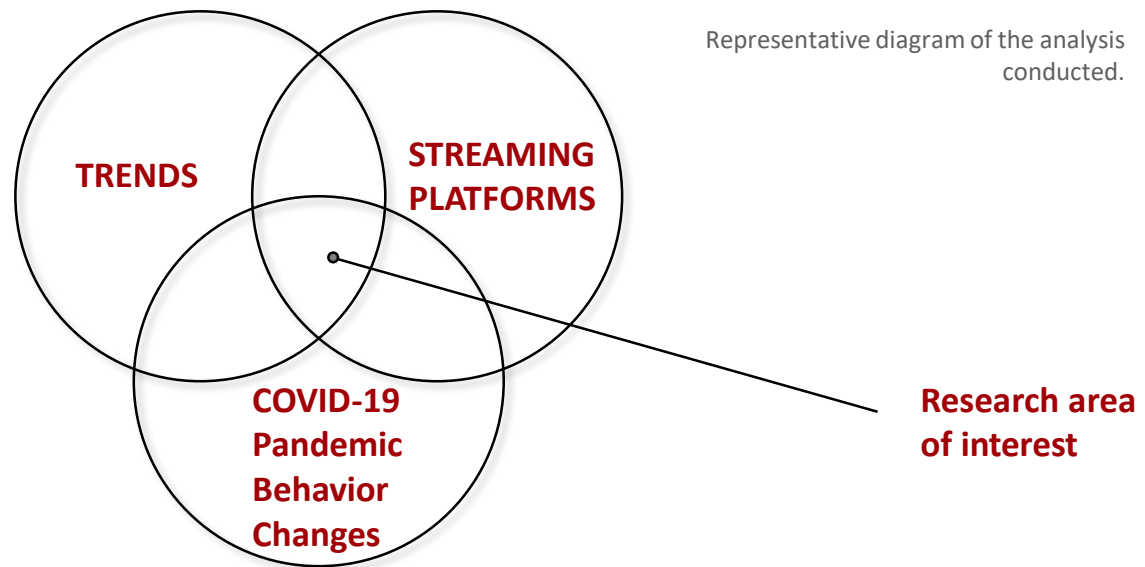 Representative diagram of the analysis
conducted.
TRENDS
STREAMING
PLATFORMS
COVID-19
Pandemic
Behavior
Changes
Research area
of interest